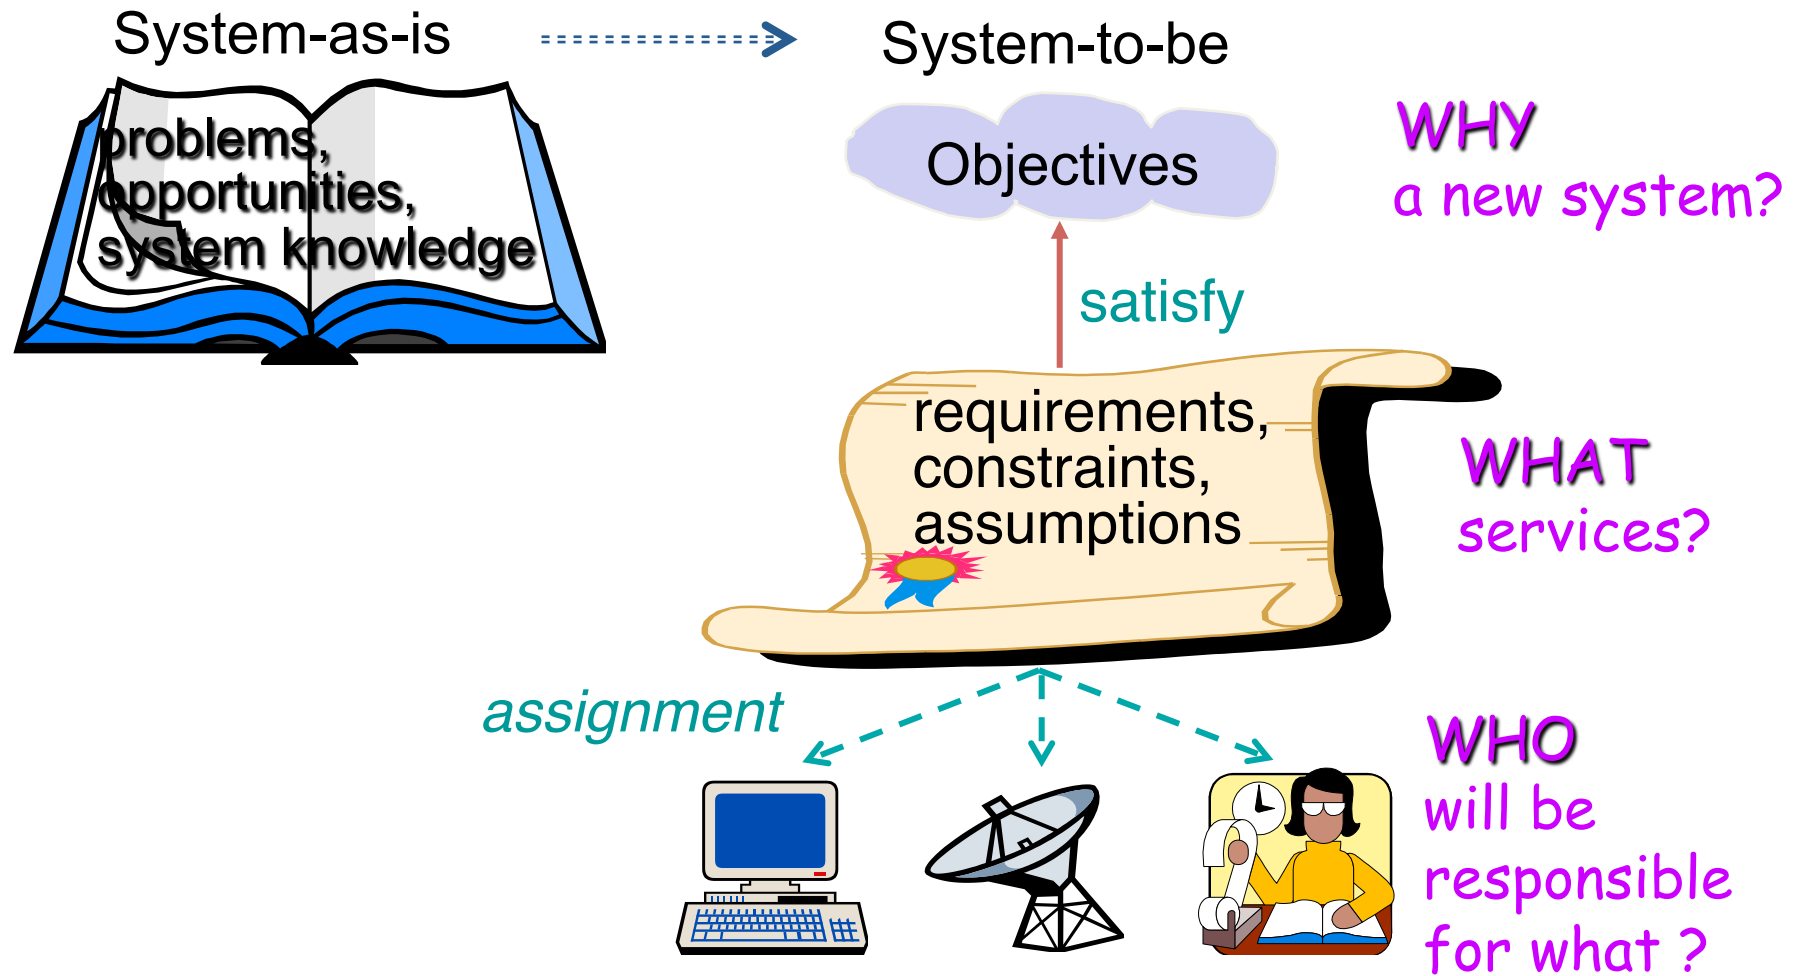 System-as-is
problems,
opportunities,
system knowledge
System-to-be
Objectives
WHY
a new system?
satisfy
requirements,
constraints,
assumptions
WHAT
services?
assignment
WHO
will be
responsible
for what ?